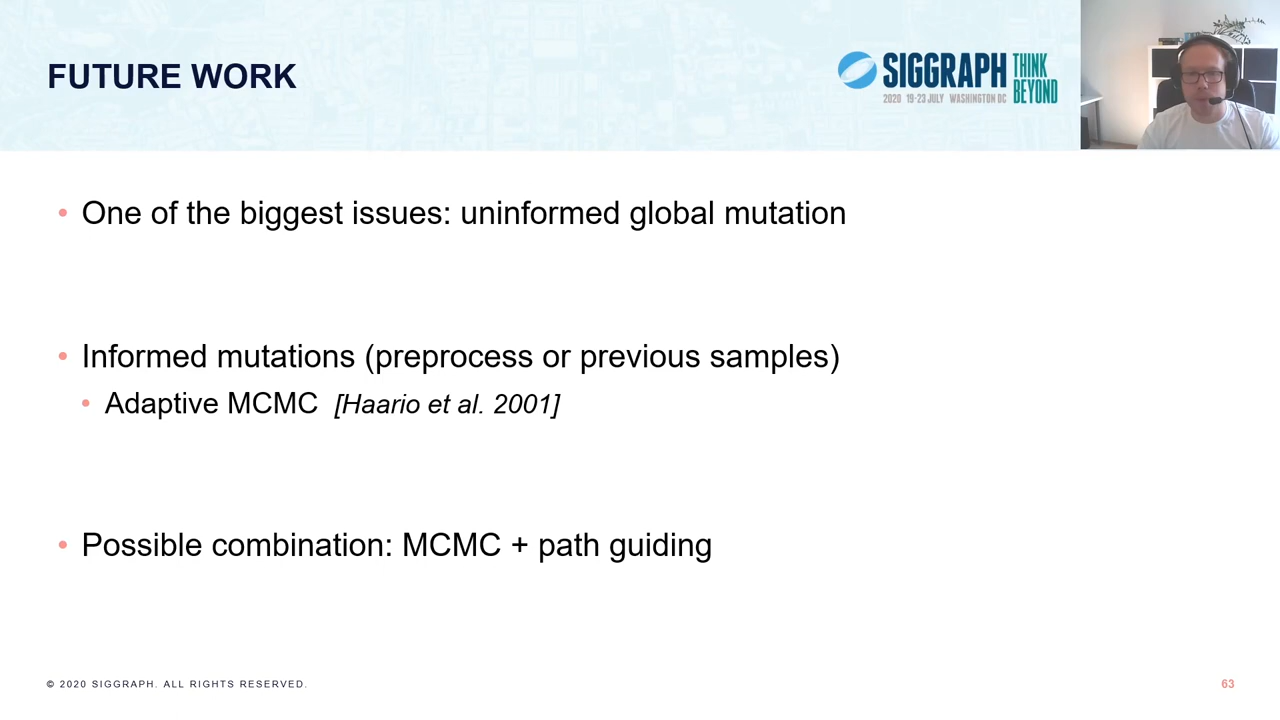 FUTURE WORK
SIGGRAPH THINK BEYOND
2020 19-23 JULY WASHINGTON DC
• One of the biggest issues: uninformed global mutation
• Informed mutations (preprocess or previous samples)
• Adaptive MCMC [Haario et al. 2001]
• Possible combination: MCMC + path guiding
© 2020 SIGGRAPH. ALL RIGHTS RESERVED.
63